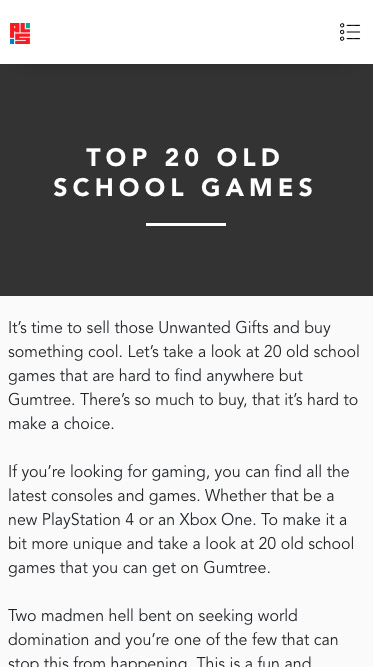 TOP 20 OLD
SCHOOL GAMES
It's time to sell those Unwanted Gifts and buy
something cool. Let's take a look at 20 old school
games that are hard to find anywhere but
Gumtree. There's so much to buy, that it's hard to
make a choice.
If you're looking for gaming, you can find all the
latest consoles and games. Whether that be a
new PlayStation 4 or an Xbox One. To make it a
bit more unique and take a look at 20 old school
games that you can get on Gumtree.
Two madmen hell bent on seeking world
domination and you're one of the few that can
stop this from happening. This is a fun and